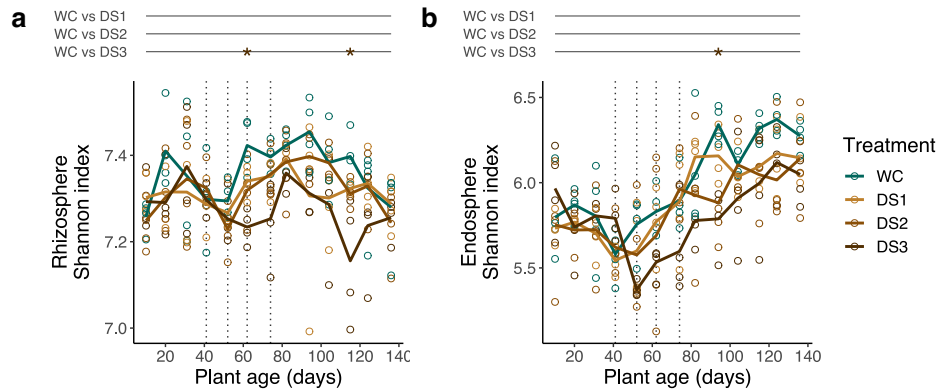 a
WC vs DS1
WC vs DS2
WC vs DS3
*
*
Rhizosphere
Shannon index
7.4
7.2
7.0
20
40
60
80
100
120
140
Plant age (days)
b
WC vs DS1
WC vs DS2
WC vs DS3
*
Endosphere
Shannon index
6.5
6.0
5.5
20
40
60
80
100
120
140
Plant age (days)
Treatment
WC
DS1
DS2
DS3